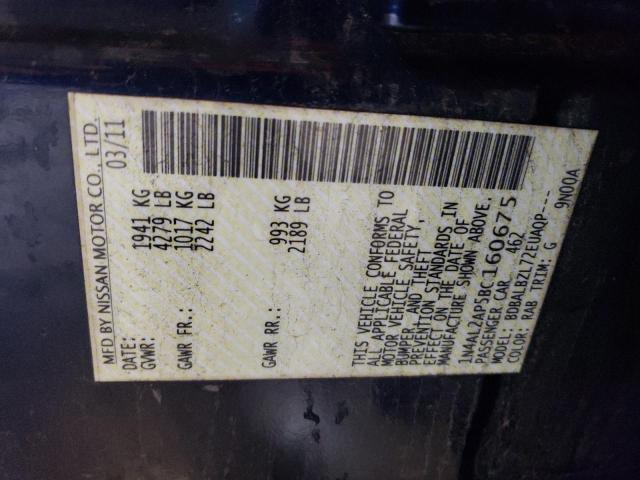 MFD BY NISSAN MOTOR CO., LTD.
DATE: 03/11
GVWR: 1941 KG
4279 LB
GAWR FR.: 1017 KG
2242 LB
GAWR RR.: 993 KG
2189 LB
THIS VEHICLE CONFORMS TO
ALL APPLICABLE FEDERAL
MOTOR VEHICLE SAFETY,
BUMPER, AND THEFT
PREVENTION STANDARDS IN
EFFECT ON THE DATE OF
MANUFACTURE SHOWN ABOVE.
1N4AL2AP5BC160675
PASSENGER CAR 462
MODEL: BDBALBZL72EUAOP---
COLOR: RAB TRIM: G 9N00A